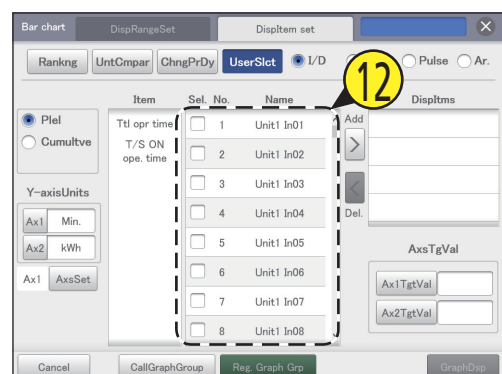 Bar chart DispRangeSet DispItem set X
Rankng UntCmpar ChngPrDy UserSlct I/D Pulse Ar.
12
Item Sel. No. Name DispItms
Plel
Cumultve
Ttl opr time
T/S ON
ope. time
1 Unit1 In01
2 Unit1 In02
3 Unit1 In03
4 Unit1 In04
5 Unit1 In05
6 Unit1 In06
7 Unit1 In07
8 Unit1 In08
Add
>
<
Del.
Y-axisUnits
Ax1 Min.
Ax2 kWh
Ax1 AxsSet
AxsTgVal
Ax1TgtVal
Ax2TgtVal
Cancel CallGraphGroup Reg. Graph Grp GraphDsp